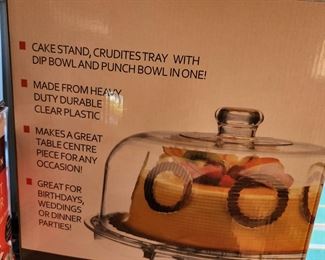 CAKE STAND, CRUDITES TRAY WITH
DIP BOWL AND PUNCH BOWL IN ONE!
MADE FROM HEAVY
DUTY DURABLE
CLEAR PLASTIC
MAKES A GREAT
TABLE CENTRE
PIECE FOR ANY
OCCASION!
GREAT FOR
BIRTHDAYS,
WEDDINGS
OR DINNER
PARTIES!